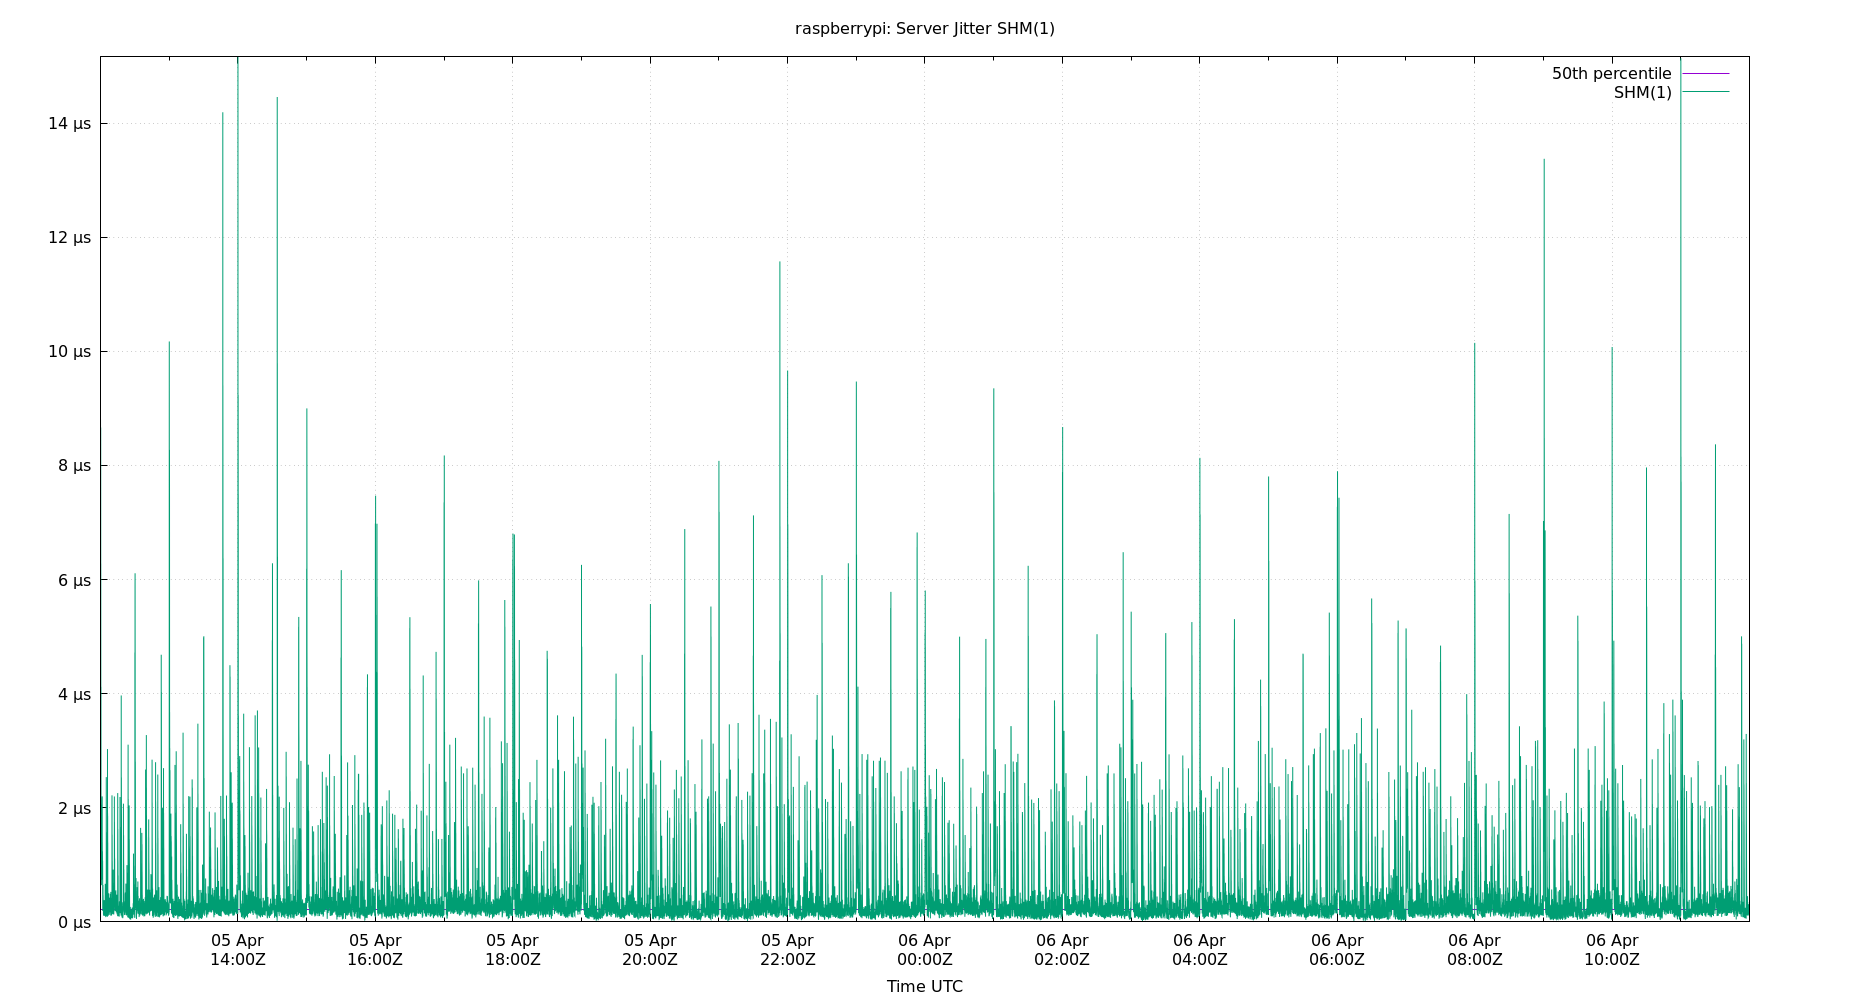 raspberrypi: Server Jitter SHM(1)
50th percentile
SHM(1)
14 µs
12 µs
10 µs
8 µs
6 µs
4 µs
2 µs
0 µs
05 Apr 05 Apr 05 Apr 05 Apr 05 Apr 06 Apr 06 Apr 06 Apr 06 Apr 06 Apr 06 Apr
14:00Z 16:00Z 18:00Z 20:00Z 22:00Z 00:00Z 02:00Z 04:00Z 06:00Z 08:00Z 10:00Z
Time UTC